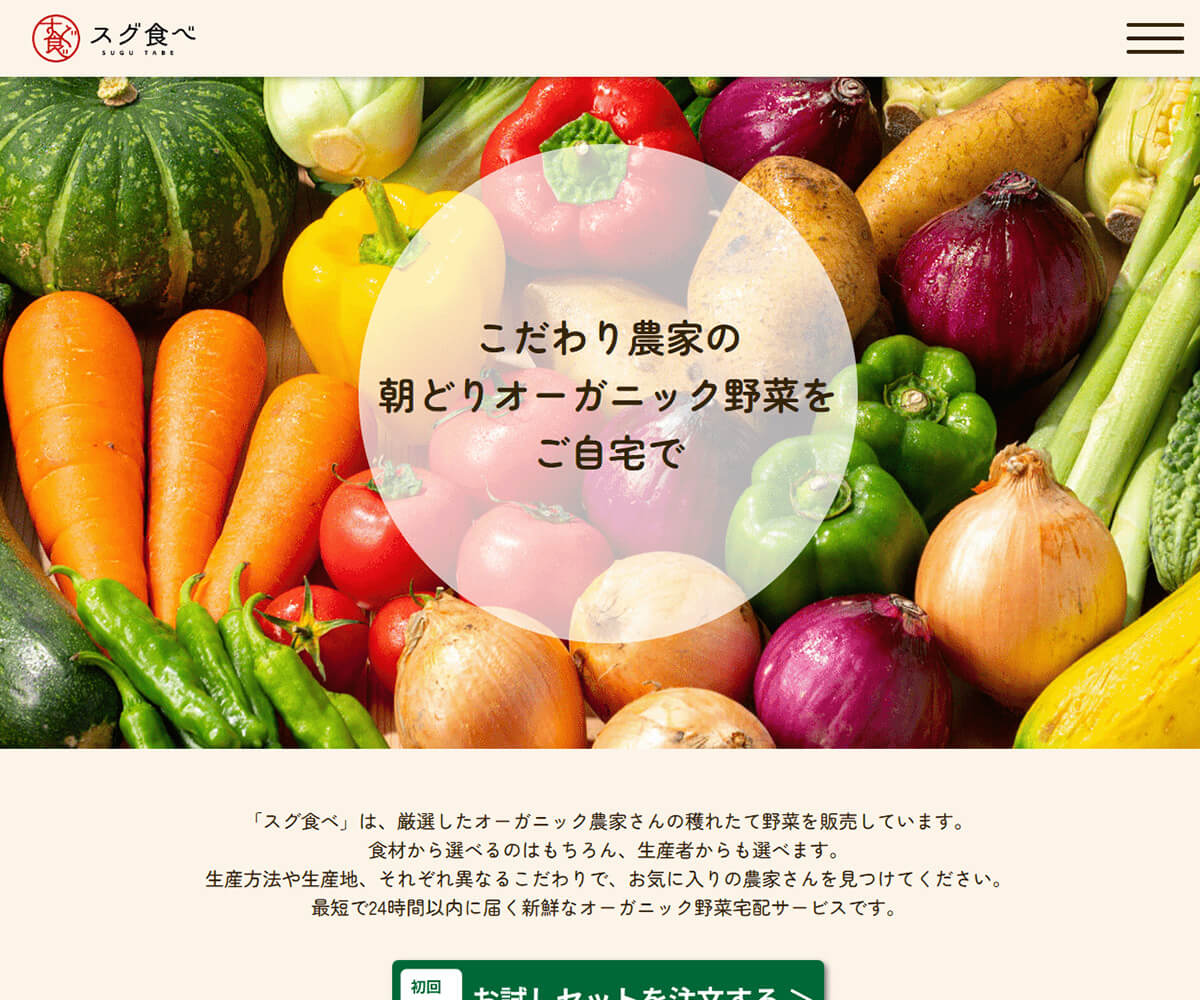 すぐ食べ
スグ食べ
SUGU TABE
こだわり農家の
朝どりオーガニック野菜を
ご自宅で
「スグ食べ」は、厳選したオーガニック農家さんの穫れたて野菜を販売しています。
食材から選べるのはもちろん、生産者からも選べます。
生産方法や生産地、それぞれ異なるこだわりで、お気に入りの農家さんを見つけてください。
最短で24時間以内に届く新鮮なオーガニック野菜宅配サービスです。
初回
お試しセットを注文する >